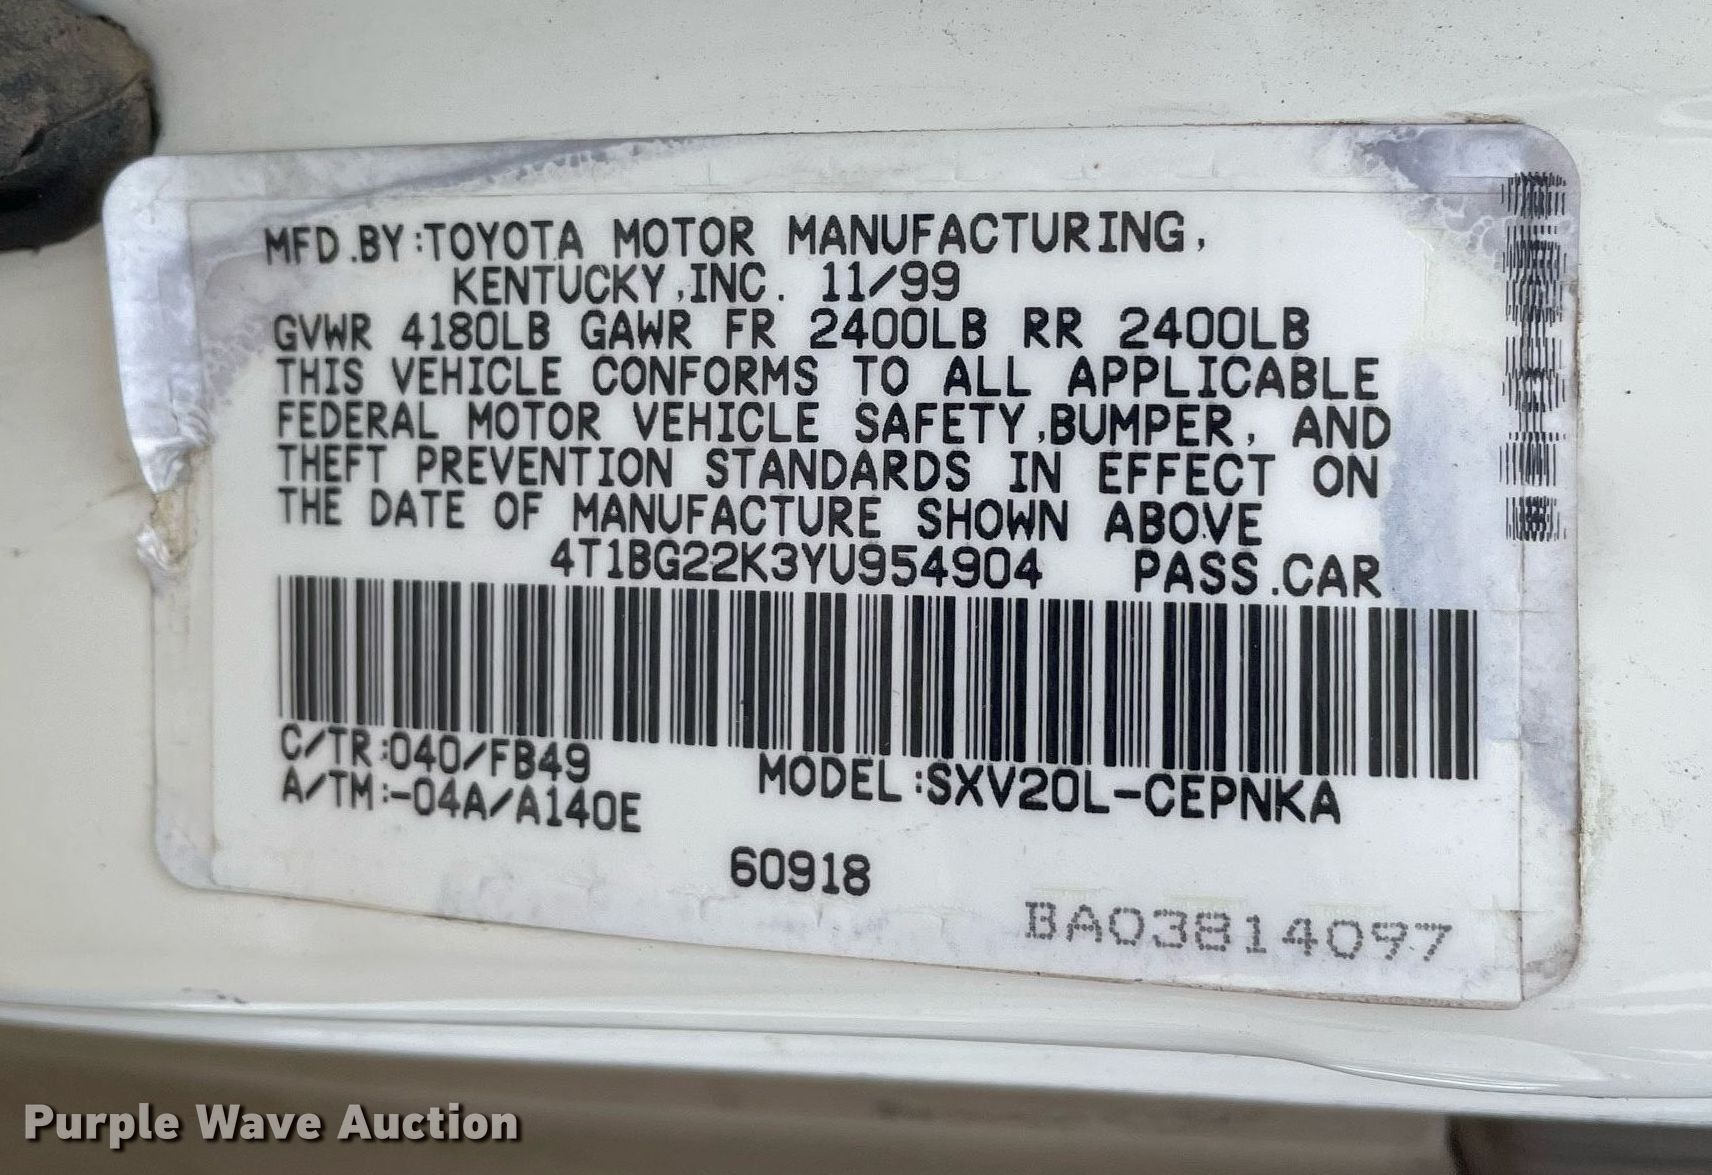 MFD.BY:TOYOTA MOTOR MANUFACTURING,
KENTUCKY,INC. 11/99
GVWR 4180LB GAWR FR 2400LB RR 2400LB
THIS VEHICLE CONFORMS TO ALL APPLICABLE
FEDERAL MOTOR VEHICLE SAFETY,BUMPER, AND
THEFT PREVENTION STANDARDS IN EFFECT ON
THE DATE OF MANUFACTURE SHOWN ABOVE
4T1BG22K3YU954904 PASS.CAR
C/TR:040/FB49
A/TM:-04A/A140E
MODEL:SXV20L-CEPNKA
60918
BA03814097
Purple Wave Auction